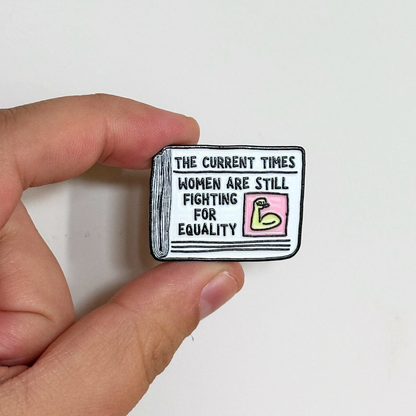 THE CURRENT TIMES
WOMEN ARE STILL
FIGHTING
FOR
EQUALITY